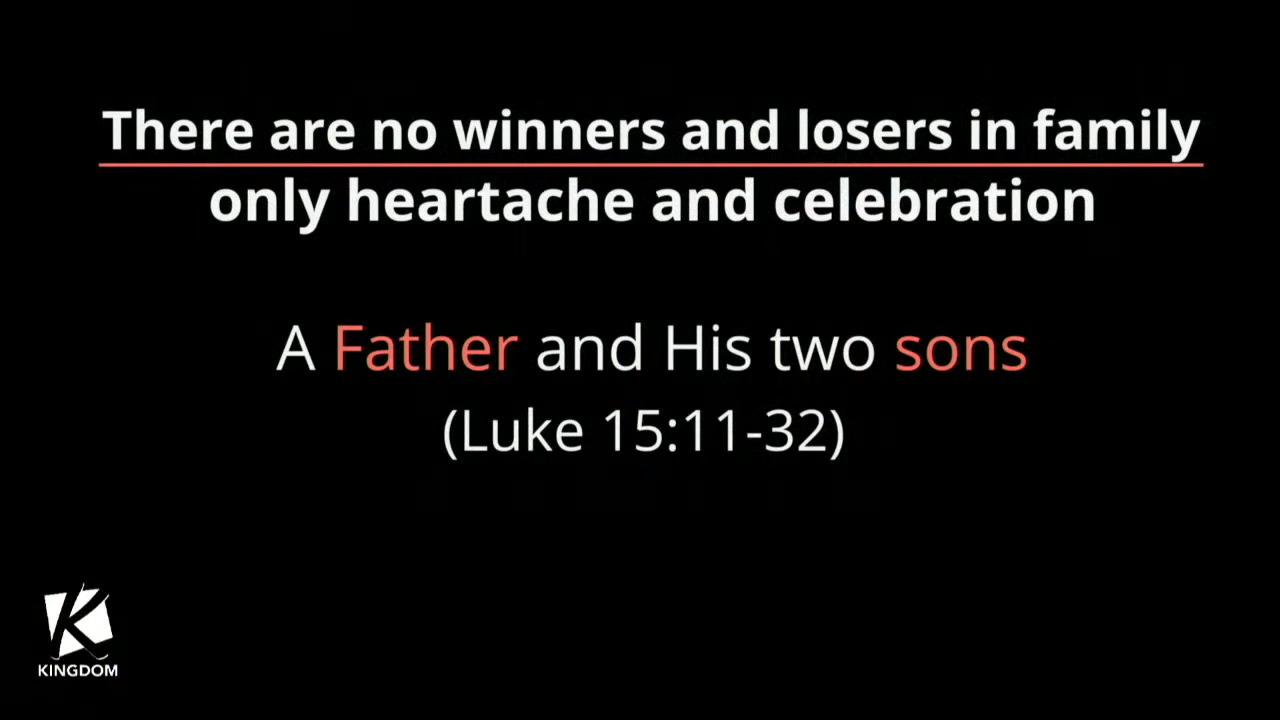 There are no winners and losers in family
only heartache and celebration
A Father and His two sons
(Luke 15:11-32)
K
KINGDOM